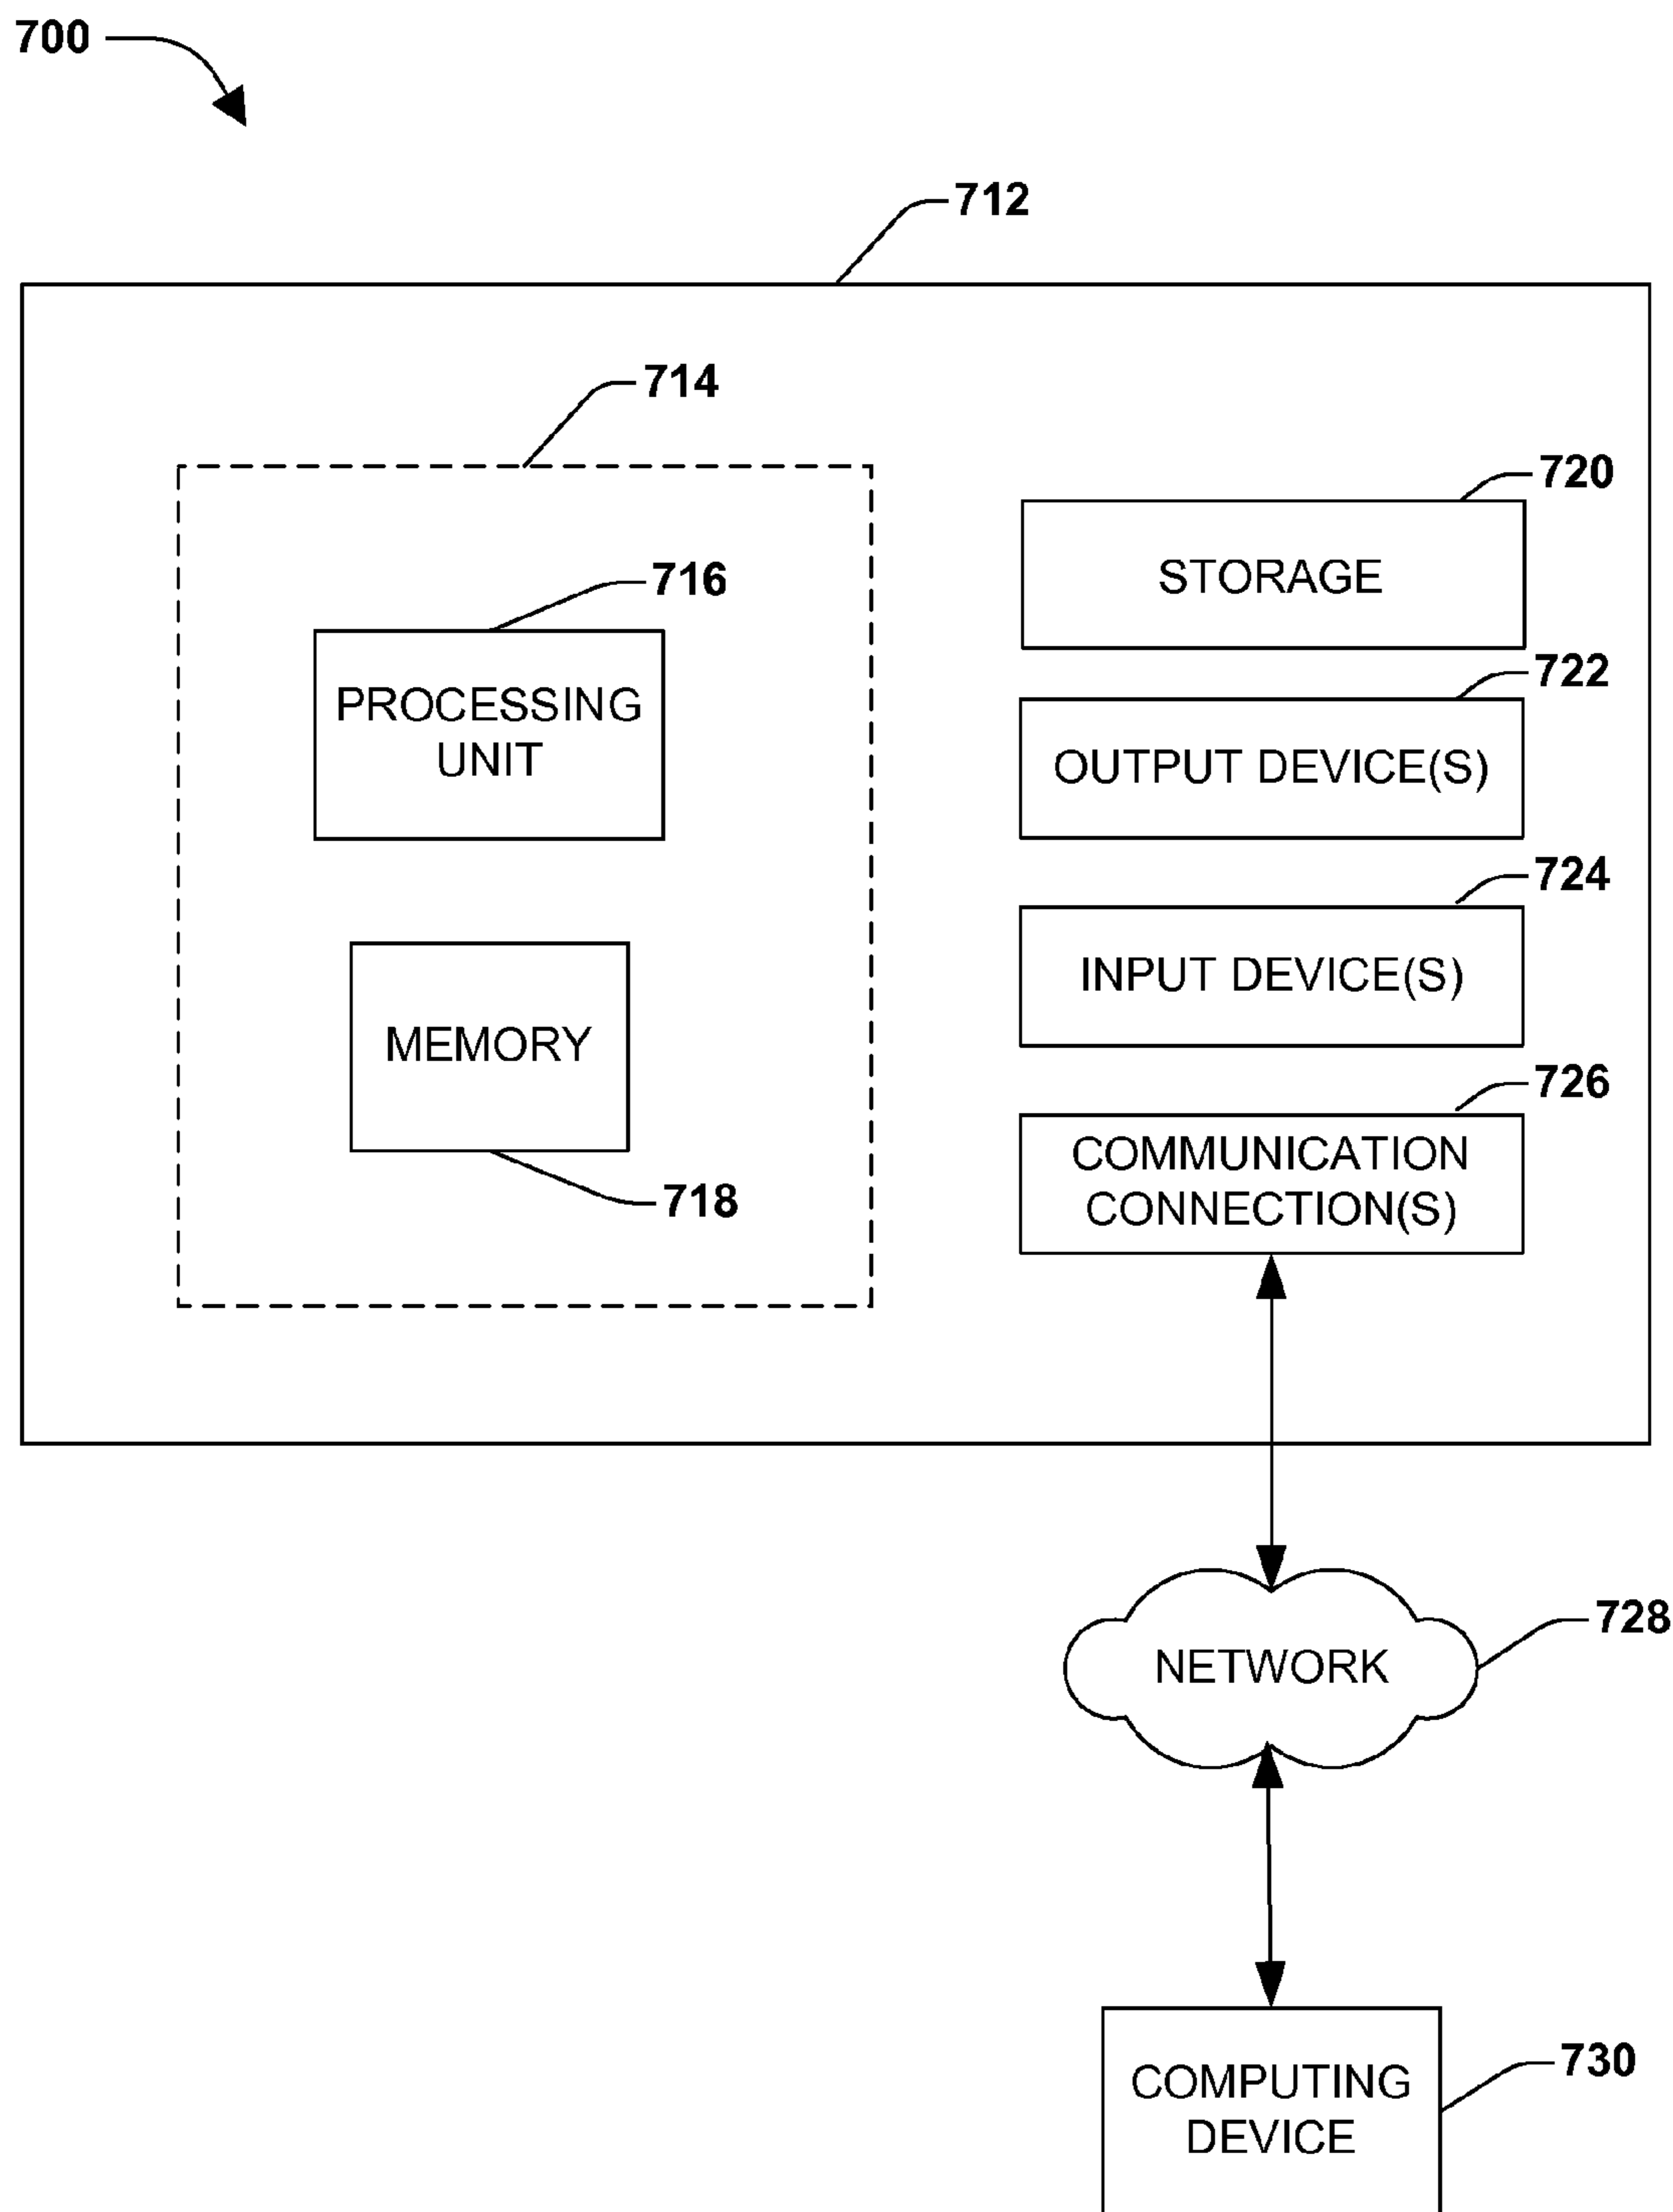 700
712
714
720
STORAGE
716
PROCESSING
UNIT
722
OUTPUT DEVICE(S)
724
INPUT DEVICE(S)
MEMORY
718
726
COMMUNICATION
CONNECTION(S)
728
NETWORK
730
COMPUTING
DEVICE